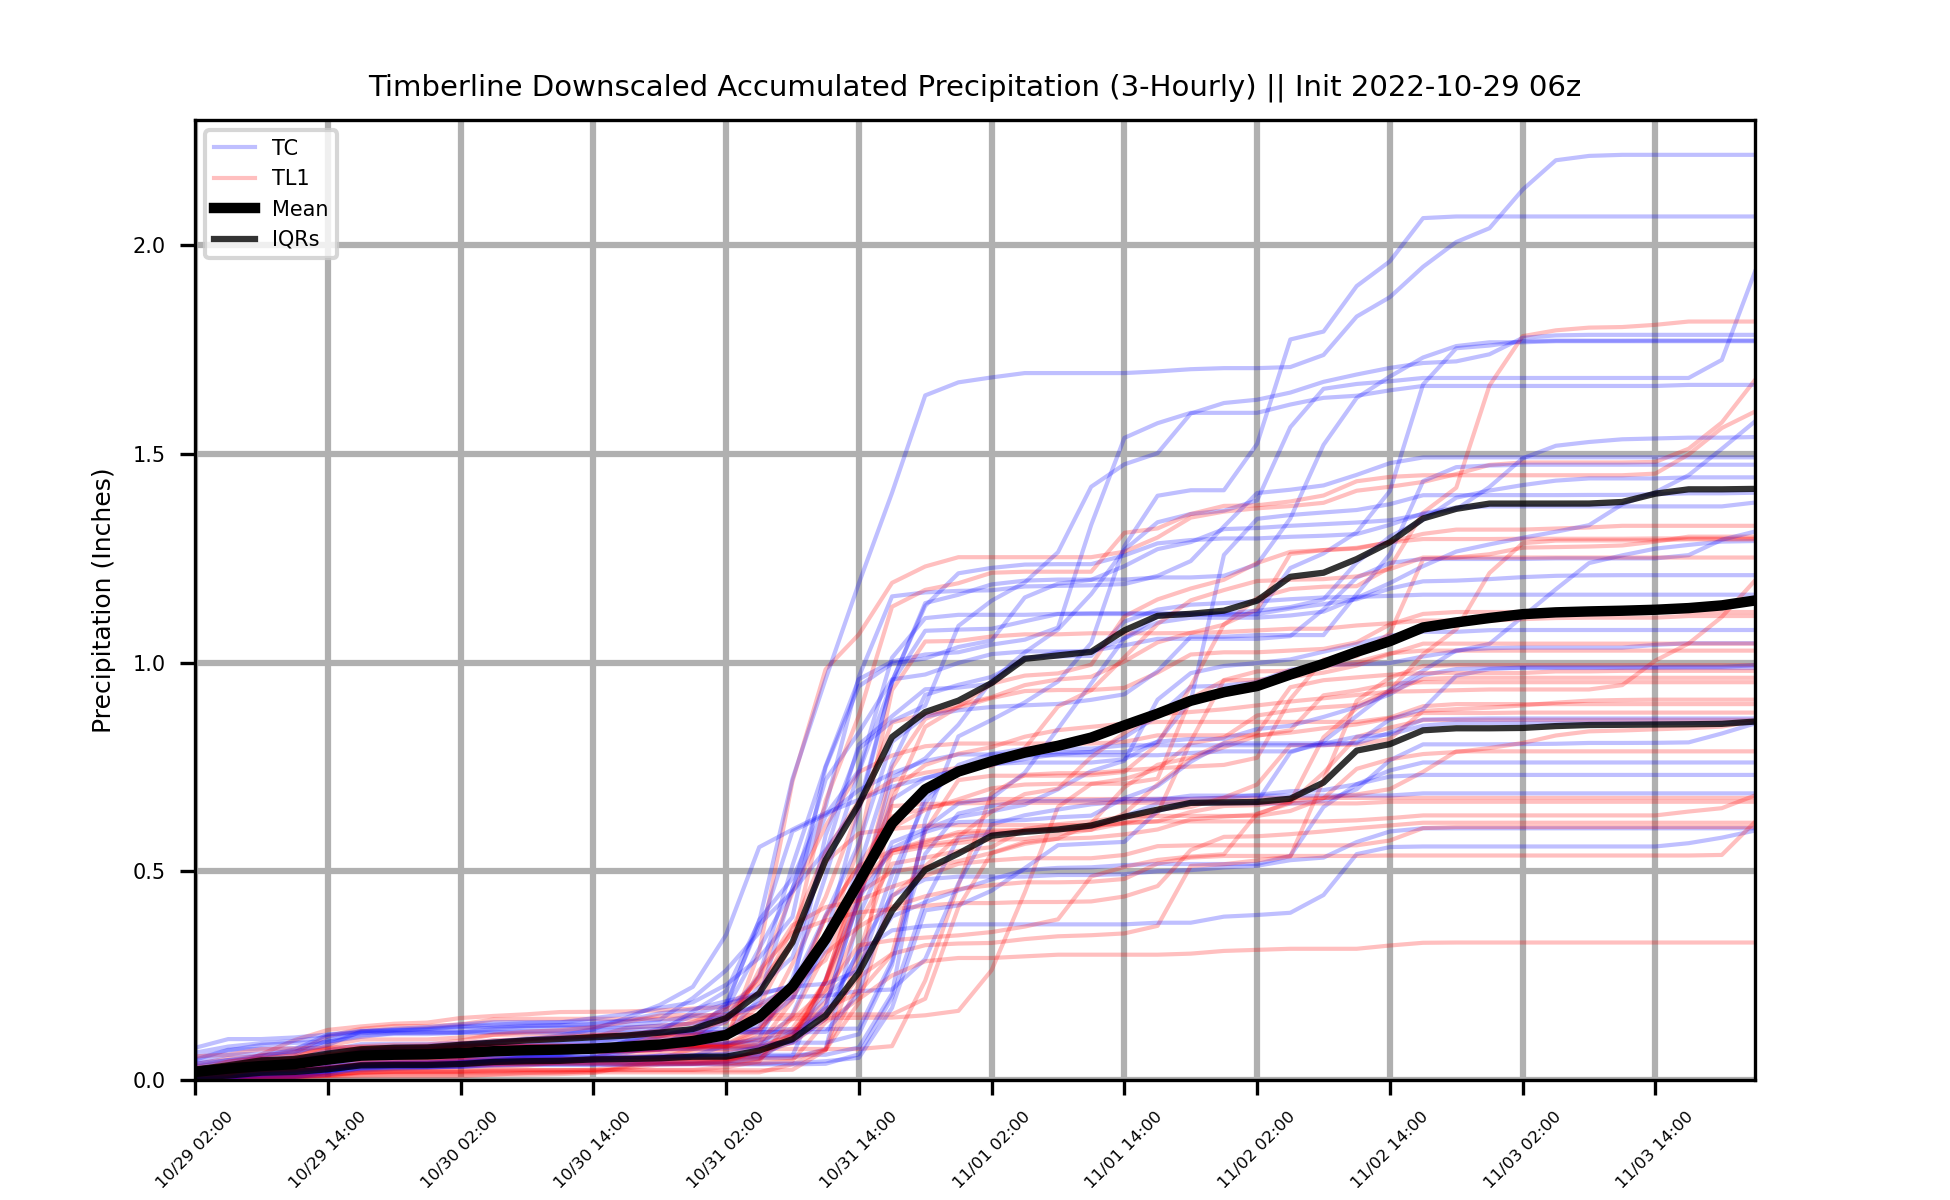 Timberline Downscaled Accumulated Precipitation (3-Hourly) || Init 2022-10-29 06z
TC
TL1
Mean
IQRs
Precipitation (Inches)
2.0
1.5
1.0
0.5
0.0
10/29 02:00
10/29 14:00
10/30 02:00
10/30 14:00
10/31 02:00
10/31 14:00
11/01 02:00
11/01 14:00
11/02 02:00
11/02 14:00
11/03 02:00
11/03 14:00